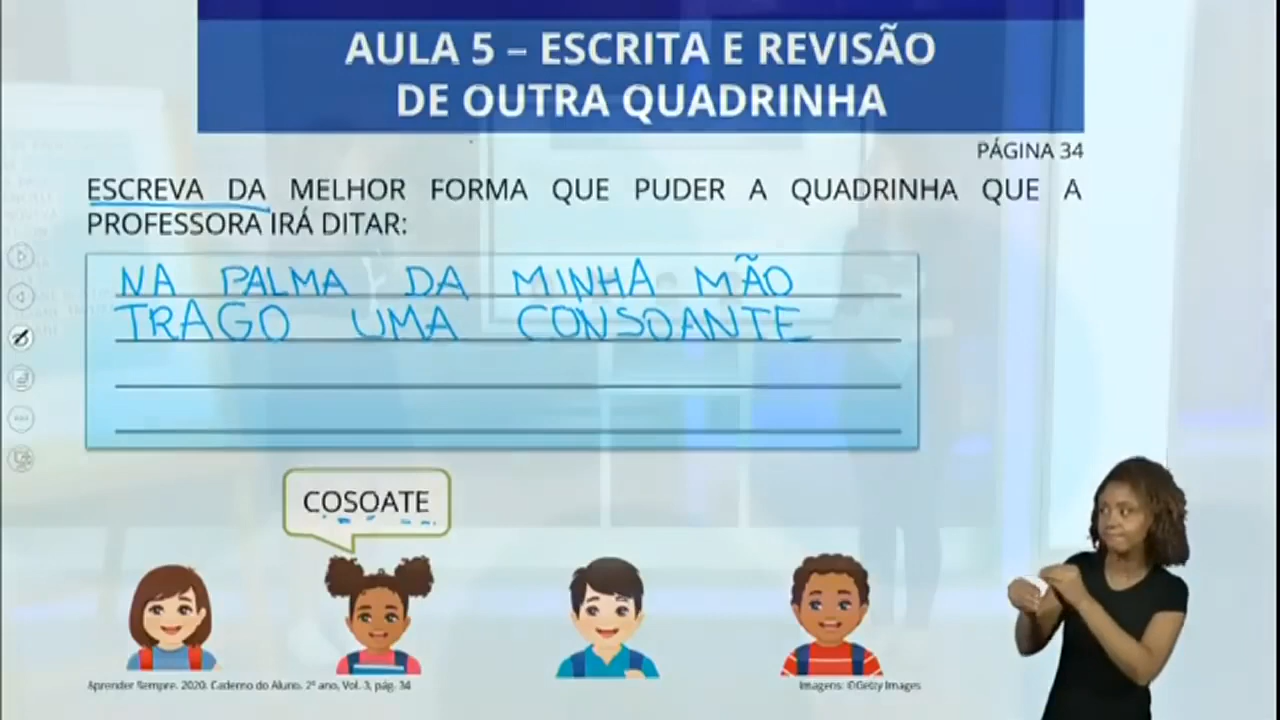 AULA 5 – ESCRITA E REVISÃO
DE OUTRA QUADRINHA
PÁGINA 34
ESCREVA DA MELHOR FORMA QUE PUDER A QUADRINHA QUE A
PROFESSORA IRÁ DITAR:
NA PALMA DA MINHA MÃO
TRAGO UMA CONSOANTE
COSOATE
Aprender Sempre. 2020. Caderno do Aluno. 2º ano, Vol. 3, pág. 34
Imagens: ©Getty Images